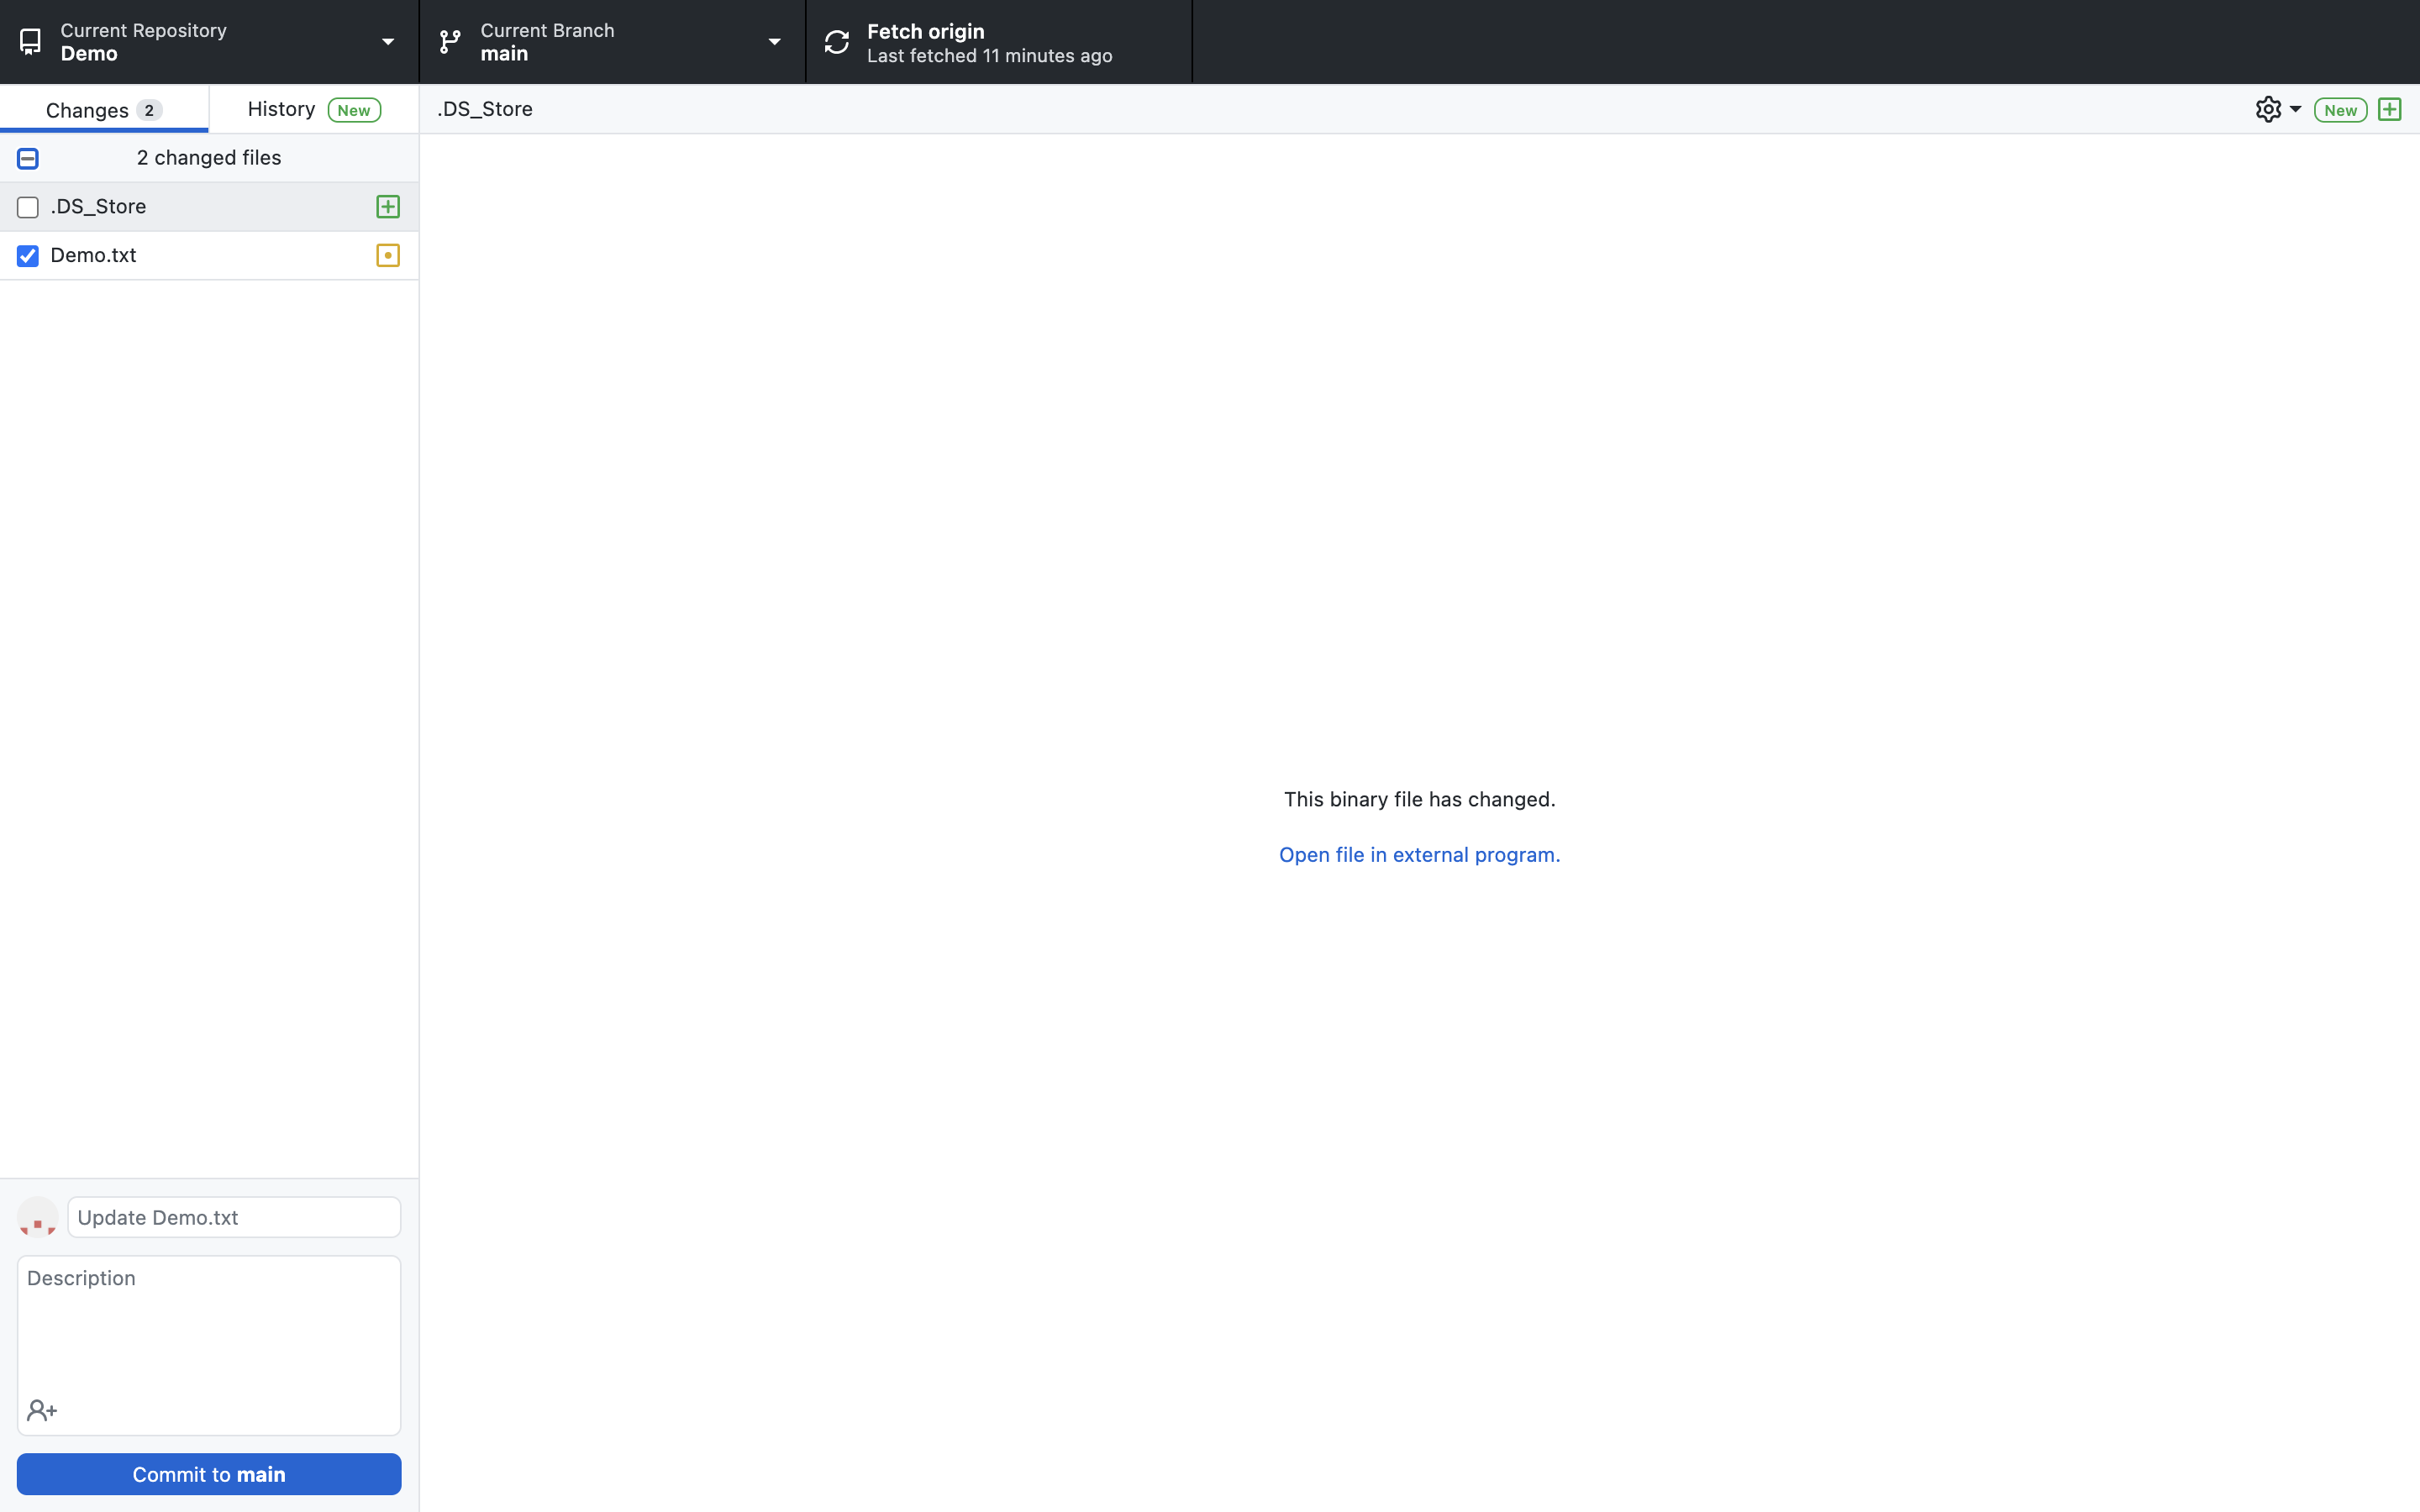 Current Repository
Demo
Current Branch
main
Fetch origin
Last fetched 11 minutes ago
Changes 2
History New
.DS_Store
New
2 changed files
.DS_Store
Demo.txt
This binary file has changed.
Open file in external program.
Update Demo.txt
Description
Commit to main